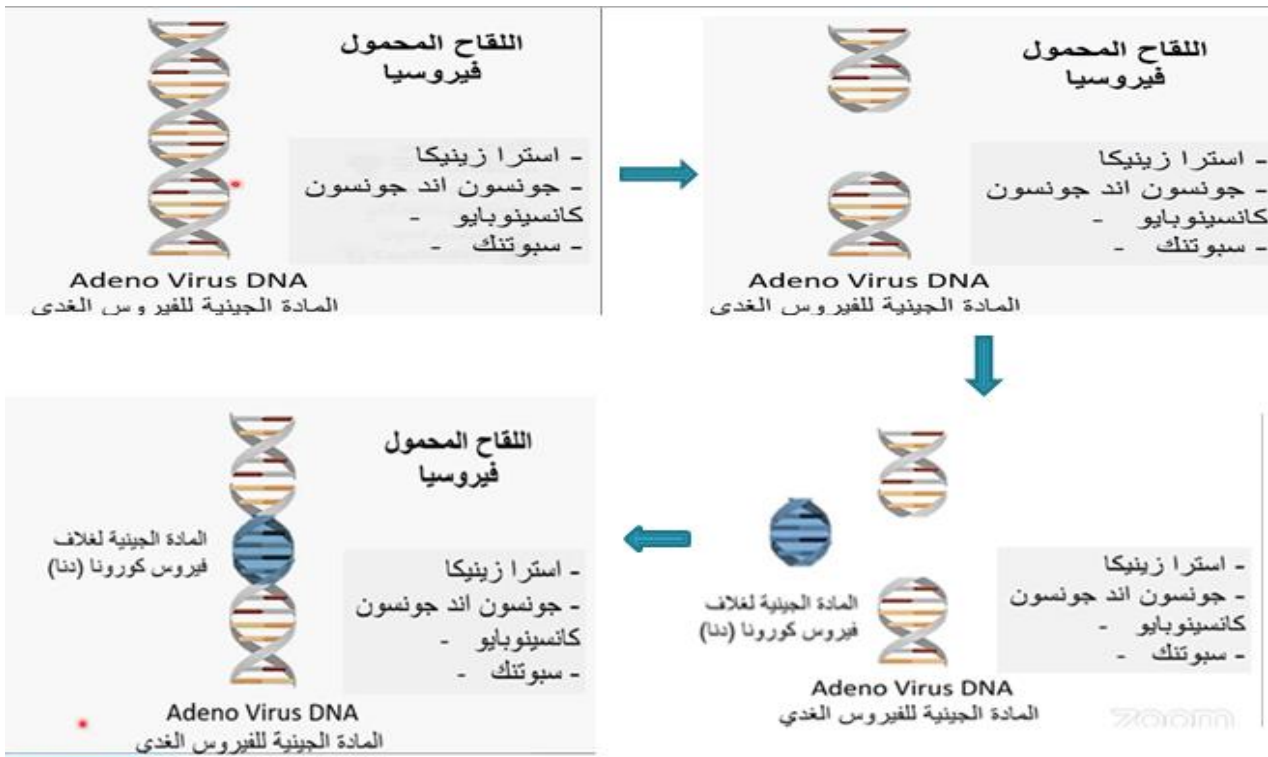 اللقاح المحمول
فيروسيا
- استرا زينيكا
- جونسون اند جونسون
كانسينوبايو -
- سبوتنك -
Adeno Virus DNA
المادة الجينية للفيروس الغدي
اللقاح المحمول
فيروسيا
- استرا زينيكا
- جونسون اند جونسون
كانسينوبايو -
- سبوتنك -
Adeno Virus DNA
المادة الجينية للفيروس الغدي
- استرا زينيكا
- جونسون اند جونسون
كانسينوبايو -
- سبوتنك -
المادة الجينية لغلاف
فيروس كورونا (دنا)
Adeno Virus DNA
المادة الجينية للفيروس الغدي
zoom
اللقاح المحمول
فيروسيا
المادة الجينية لغلاف
فيروس كورونا (دنا)
- استرا زينيكا
- جونسون اند جونسون
كانسينوبايو -
- سبوتنك -
Adeno Virus DNA
المادة الجينية للفيروس الغدي